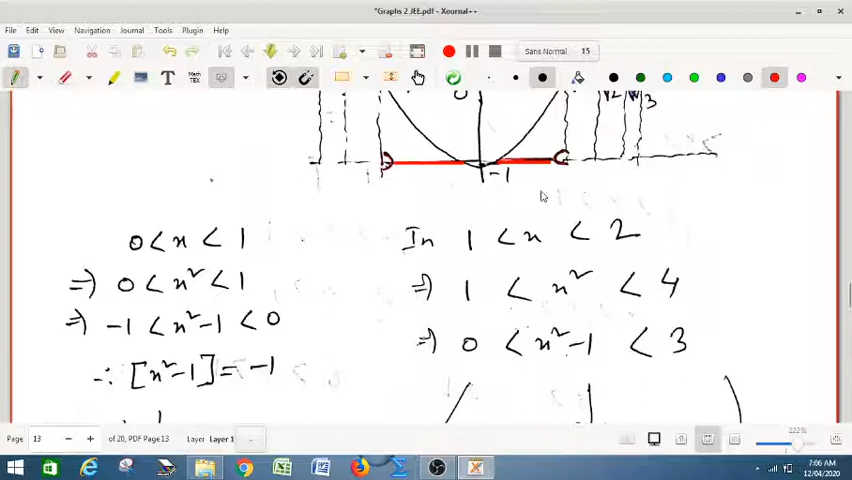 *Graphs 2 JEE.pdf - Xournal++
File Edit View Navigation Journal Tools Plugin Help
Sans Normal 15
T Math TEX
0
3
-1
0 < x < 1
In 1 < x < 2
⇒) 0 < x² < 1
⇒) 1 < x² < 4
⇒) -1 < x²-1 < 0
⇒) 0 < x²-1 < 3
∴ [x²-1] = -1
222%
Page 13 of 20, PDF Page 13 Layer Layer 1
7:06 AM
12/04/2020